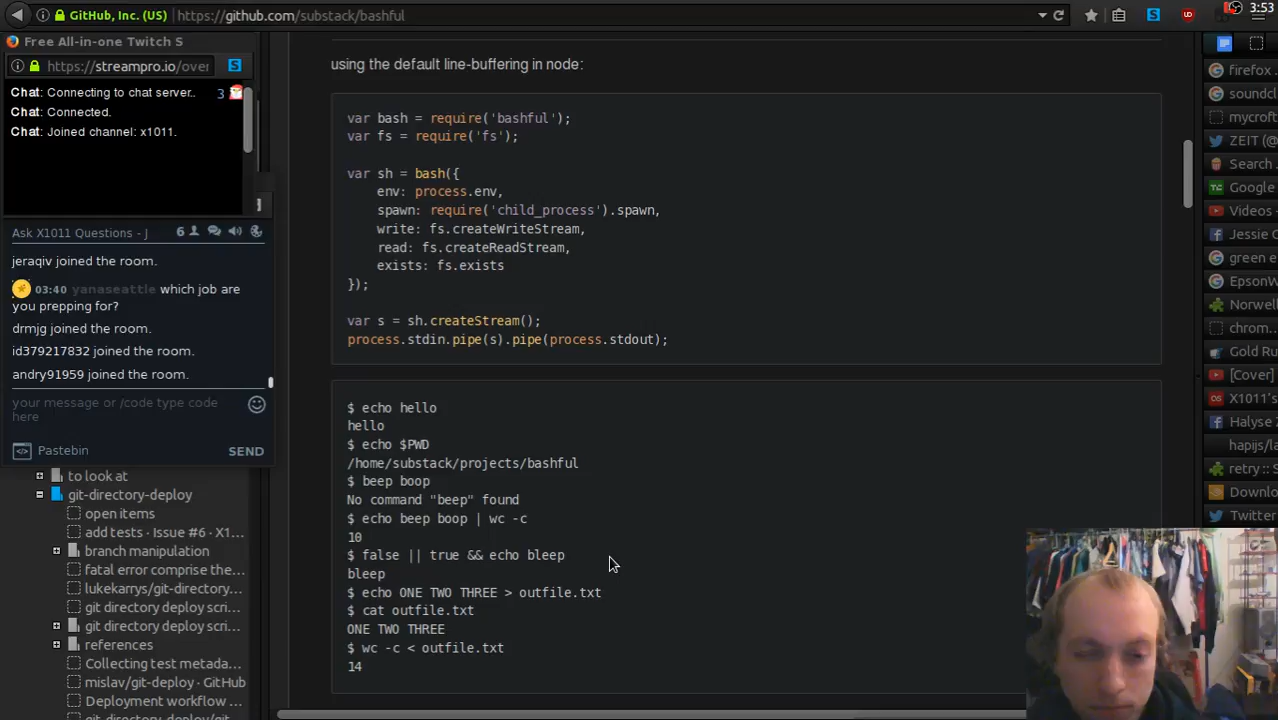 GitHub, Inc. (US)
https://github.com/substack/bashful
3:53
Free All-in-one Twitch S
https://streampro.io/over
Chat: Connecting to chat server..
3
Chat: Connected.
Chat: Joined channel: x1011.
Ask X1011 Questions - J
6
jeraqiv joined the room.
03:40 yanaseattle which job are
you prepping for?
drmjg joined the room.
id379217832 joined the room.
andry91959 joined the room.
your message or /code type code
here
Pastebin
SEND
to look at
git-directory-deploy
open items
add tests · Issue #6 · X1...
branch manipulation
fatal error comprise the...
lukekarrys/git-directory...
git directory deploy scri...
git directory deploy scri...
references
Collecting test metada...
mislav/git-deploy · GitHub
Deployment workflow ...
git-directory-deploy/git...
using the default line-buffering in node:
var bash = require('bashful');
var fs = require('fs');
var sh = bash({
env: process.env,
spawn: require('child_process').spawn,
write: fs.createWriteStream,
read: fs.createReadStream,
exists: fs.exists
});
var s = sh.createStream();
process.stdin.pipe(s).pipe(process.stdout);
$ echo hello
hello
$ echo $PWD
/home/substack/projects/bashful
$ beep boop
No command "beep" found
$ echo beep boop | wc -c
10
$ false || true && echo bleep
bleep
$ echo ONE TWO THREE > outfile.txt
$ cat outfile.txt
ONE TWO THREE
$ wc -c < outfile.txt
14
firefox
soundcl
mycroft
ZEIT (@
Search
Google
Videos -
Jessie C
green e
EpsonW
Norwell
chrom..
Gold Ru
[Cover]
X1011's
Halyse 2
hapijs/la
retry :: S
Downlo
Twitter